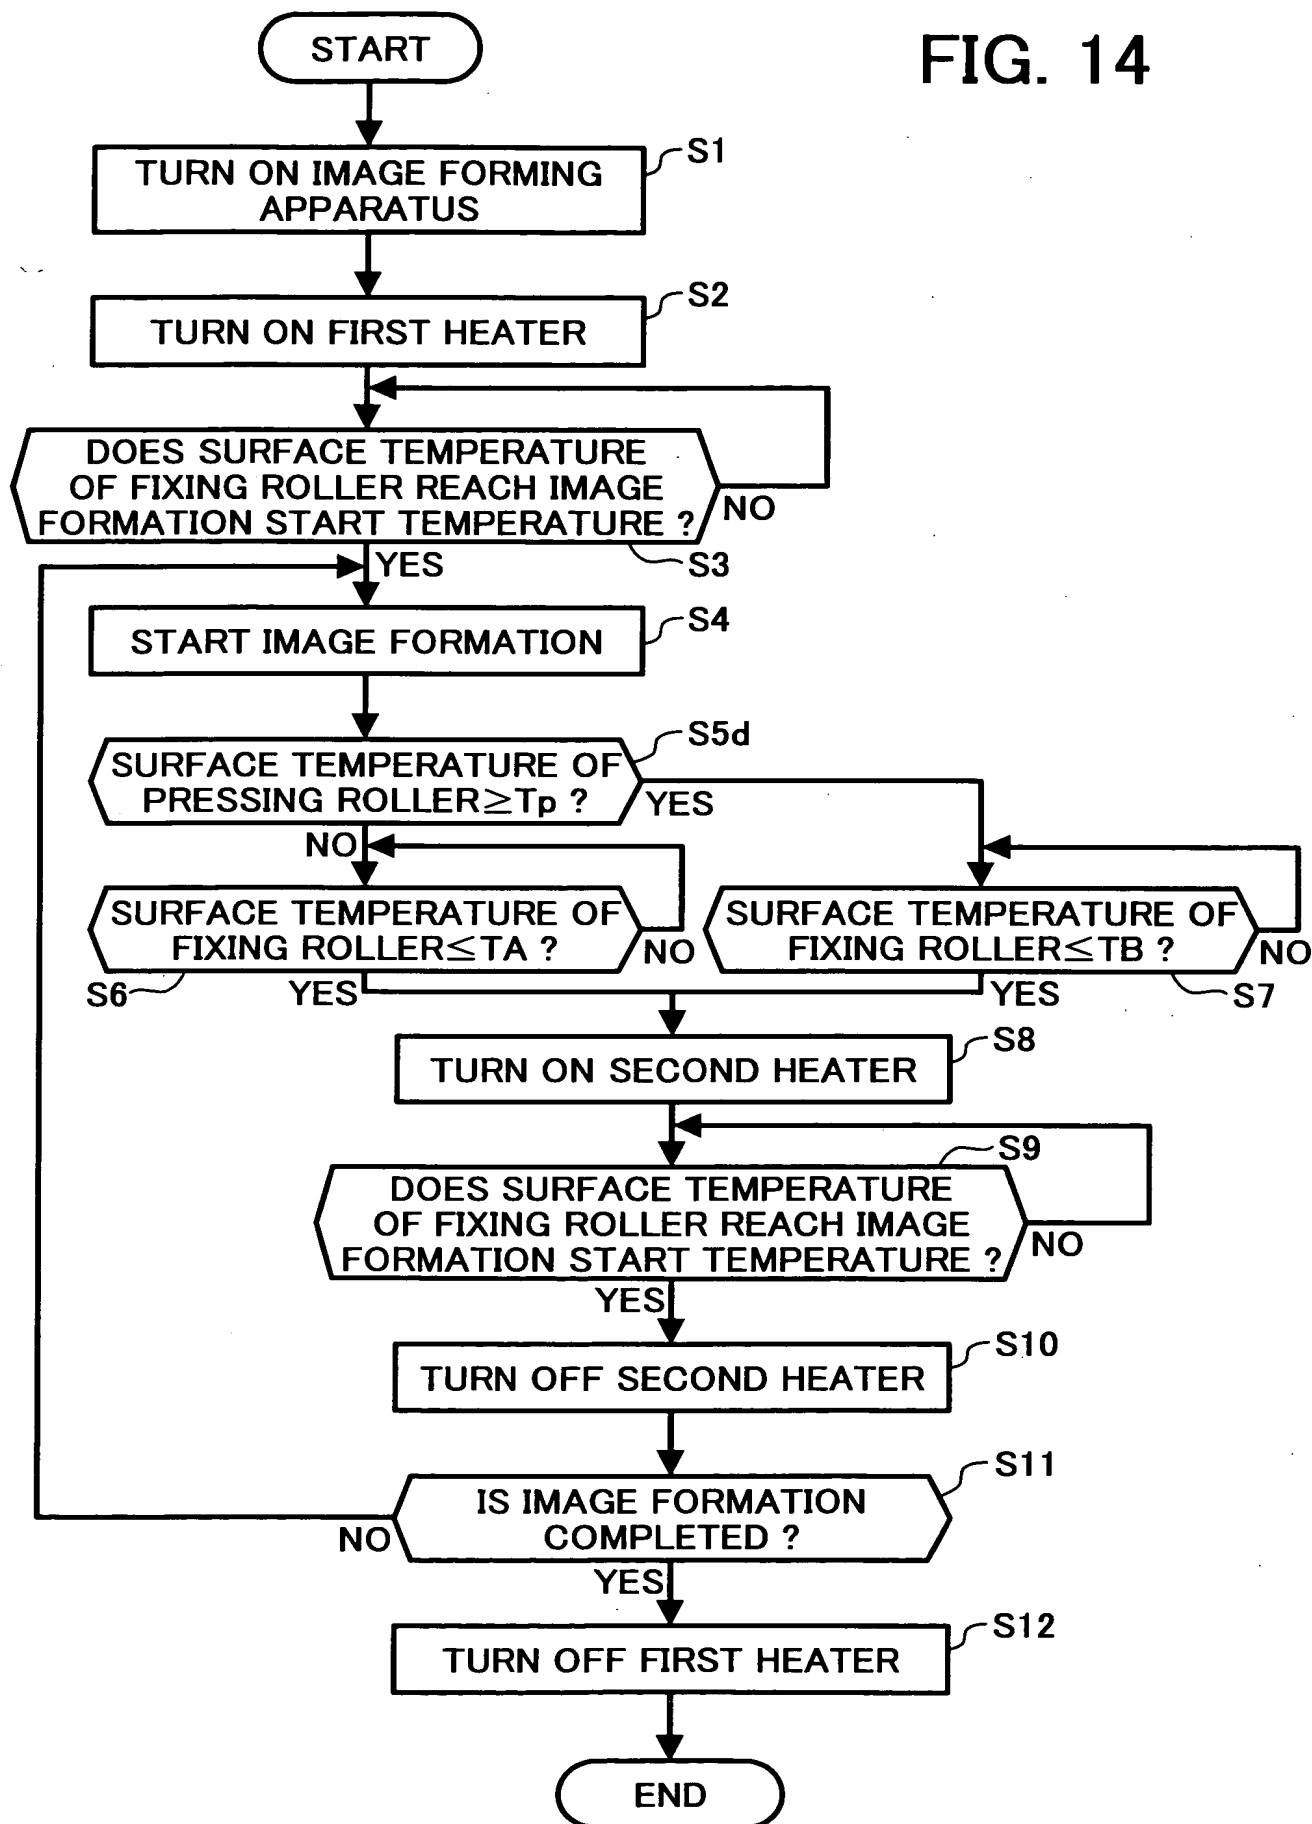 START
FIG. 14
S1
TURN ON IMAGE FORMING
APPARATUS
S2
TURN ON FIRST HEATER
DOES SURFACE TEMPERATURE
OF FIXING ROLLER REACH IMAGE
FORMATION START TEMPERATURE ?
NO
YES
S3
S4
START IMAGE FORMATION
S5d
SURFACE TEMPERATURE OF
PRESSING ROLLER≥Tp ?
YES
NO
SURFACE TEMPERATURE OF
FIXING ROLLER≤TA ?
NO
S6
YES
SURFACE TEMPERATURE OF
FIXING ROLLER≤TB ?
NO
YES
S7
S8
TURN ON SECOND HEATER
S9
DOES SURFACE TEMPERATURE
OF FIXING ROLLER REACH IMAGE
FORMATION START TEMPERATURE ?
NO
YES
S10
TURN OFF SECOND HEATER
S11
IS IMAGE FORMATION
COMPLETED ?
NO
YES
S12
TURN OFF FIRST HEATER
END